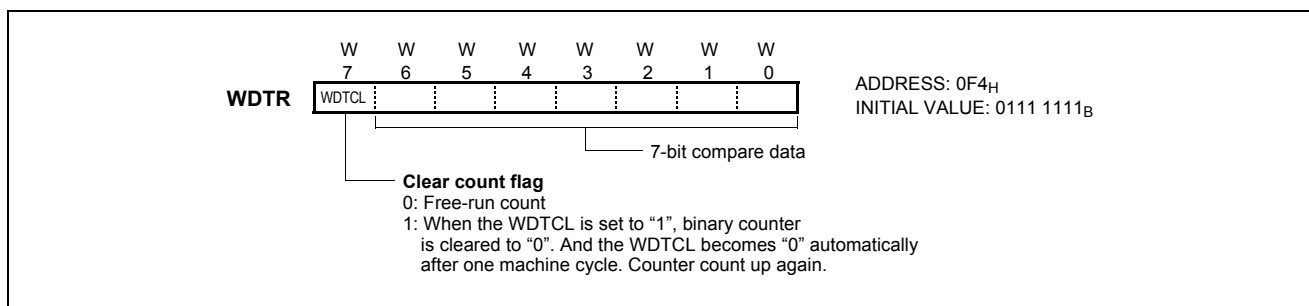 W W W W W W W W
7 6 5 4 3 2 1 0
WDTR WDTCL
ADDRESS: 0F4H
INITIAL VALUE: 0111 1111B
7-bit compare data
Clear count flag
0: Free-run count
1: When the WDTCL is set to “1”, binary counter
is cleared to “0”. And the WDTCL becomes “0” automatically
after one machine cycle. Counter count up again.